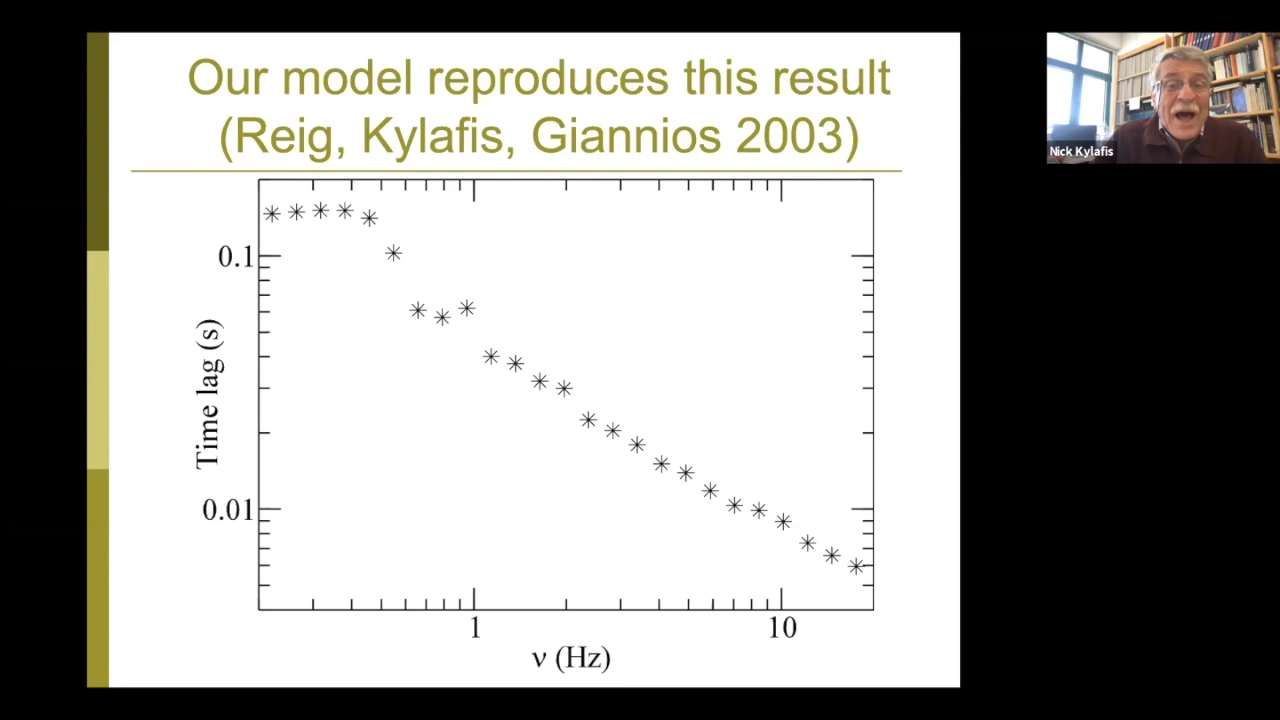 Our model reproduces this result
(Reig, Kylafis, Giannios 2003)
0.1
0.01
Time lag (s)
1
10
ν (Hz)
Nick Kylafis